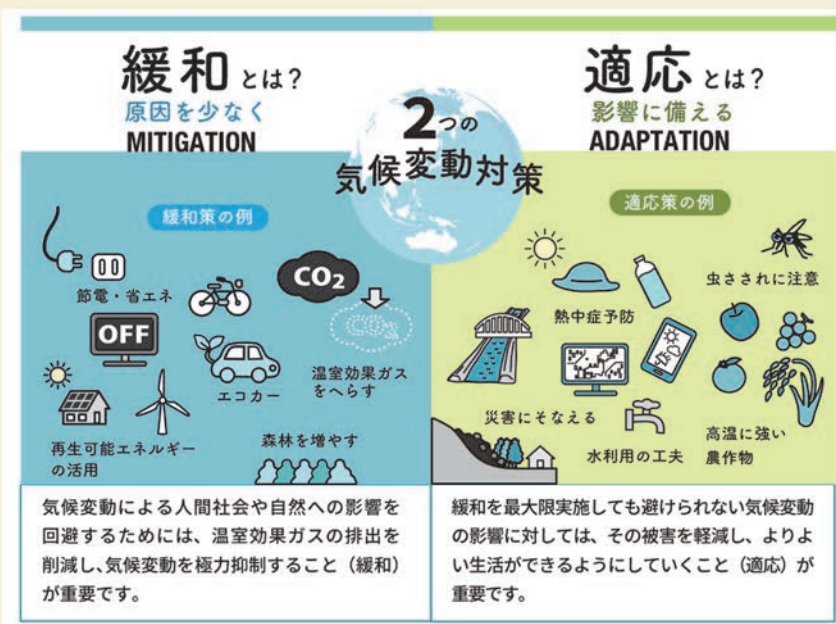 緩和とは？
原因を少なく
MITIGATION
2つの
気候変動対策
適応とは？
影響に備える
ADAPTATION
緩和策の例
節電・省エネ
OFF
CO₂
CO₂
エコカー
温室効果ガス
をへらす
再生可能エネルギー
の活用
森林を増やす
適応策の例
虫さされに注意
熱中症予防
災害にそなえる
水利用の工夫
高温に強い
農作物
気候変動による人間社会や自然への影響を
回避するためには、温室効果ガスの排出を
削減し、気候変動を極力抑制すること（緩和）
が重要です。
緩和を最大限実施しても避けられない気候変動
の影響に対しては、その被害を軽減し、よりよ
い生活ができるようにしていくこと（適応）が
重要です。